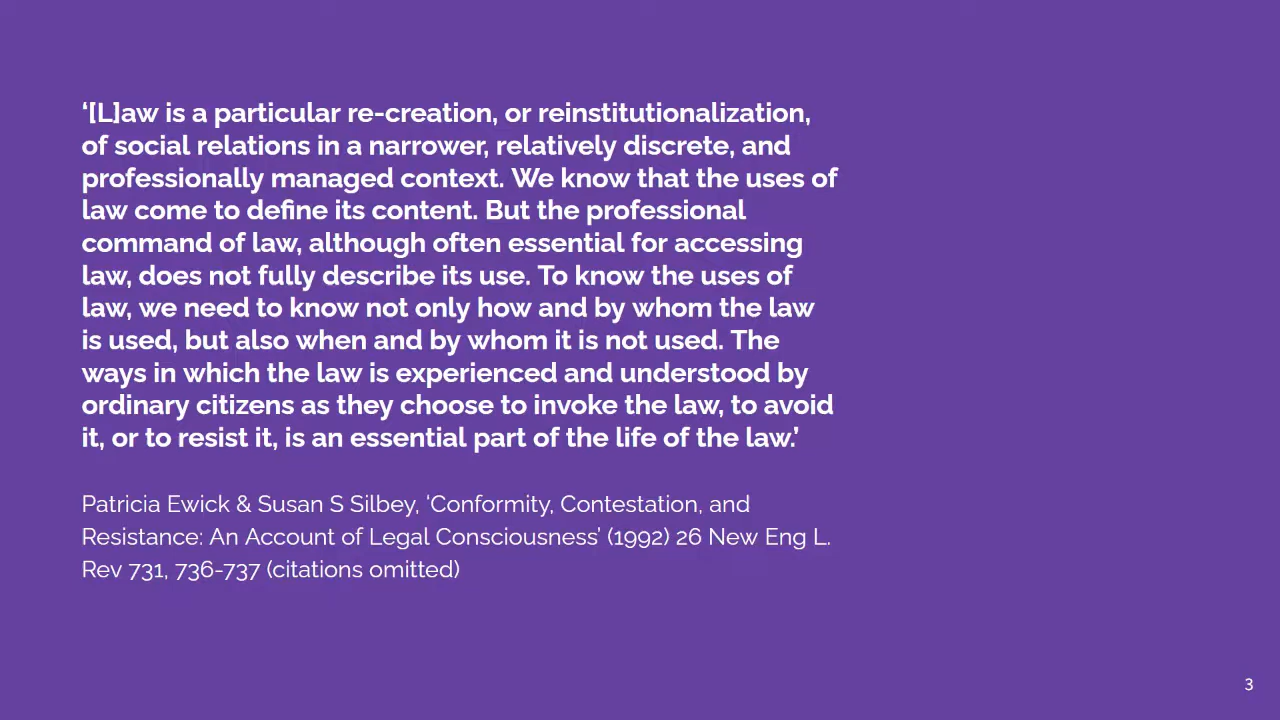 ‘[L]aw is a particular re-creation, or reinstitutionalization,
of social relations in a narrower, relatively discrete, and
professionally managed context. We know that the uses of
law come to define its content. But the professional
command of law, although often essential for accessing
law, does not fully describe its use. To know the uses of
law, we need to know not only how and by whom the law
is used, but also when and by whom it is not used. The
ways in which the law is experienced and understood by
ordinary citizens as they choose to invoke the law, to avoid
it, or to resist it, is an essential part of the life of the law.’
Patricia Ewick & Susan S Silbey, ‘Conformity, Contestation, and
Resistance: An Account of Legal Consciousness’ (1992) 26 New Eng L.
Rev 731, 736-737 (citations omitted)
3